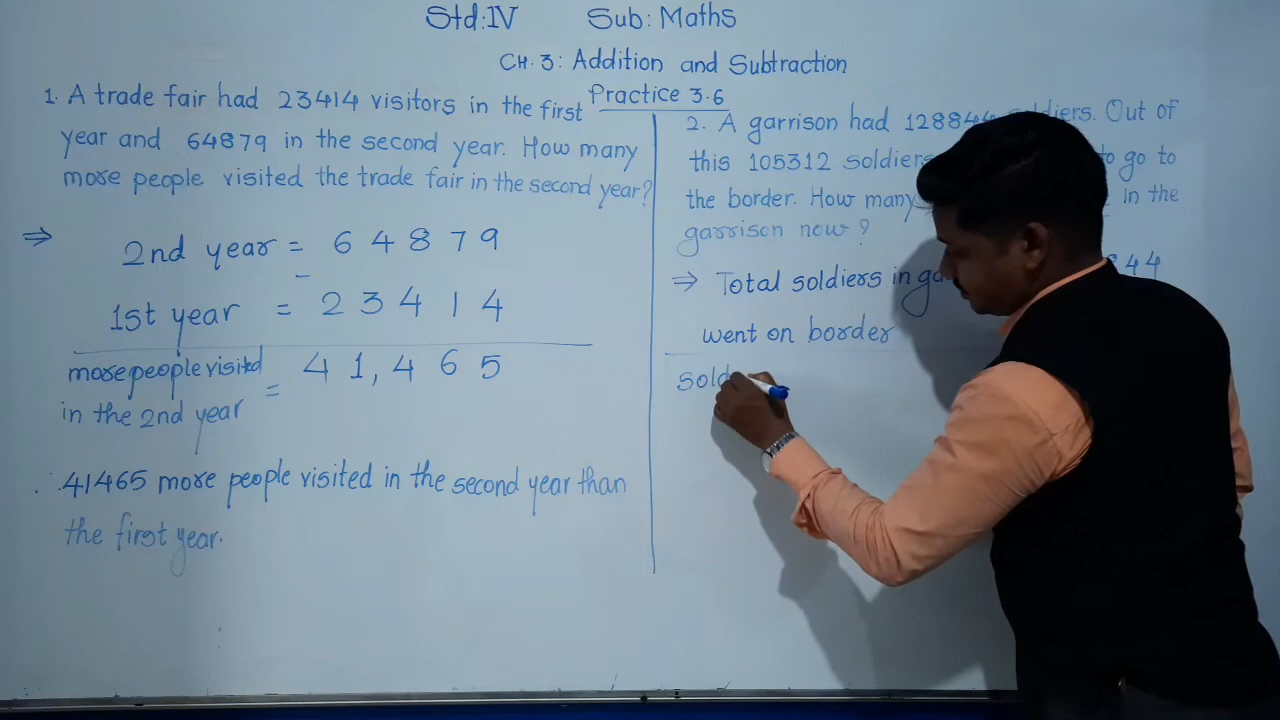 Std:IV Sub: Maths
CH. 3: Addition and Subtraction
Practice 3.6
1. A trade fair had 23414 visitors in the first
year and 64879 in the second year. How many
more people visited the trade fair in the second year?
⇒ 2nd year = 6 4 8 7 9
-
1st year = 2 3 4 1 4
more people visited
in the 2nd year = 4 1, 4 6 5
∴ 41465 more people visited in the second year than
the first year.
2. A garrison had 128844 Out of
this 105312 soldiers to go to
the border. How many in the
garrison now?
⇒ Total soldiers in 44
went on border
Sold